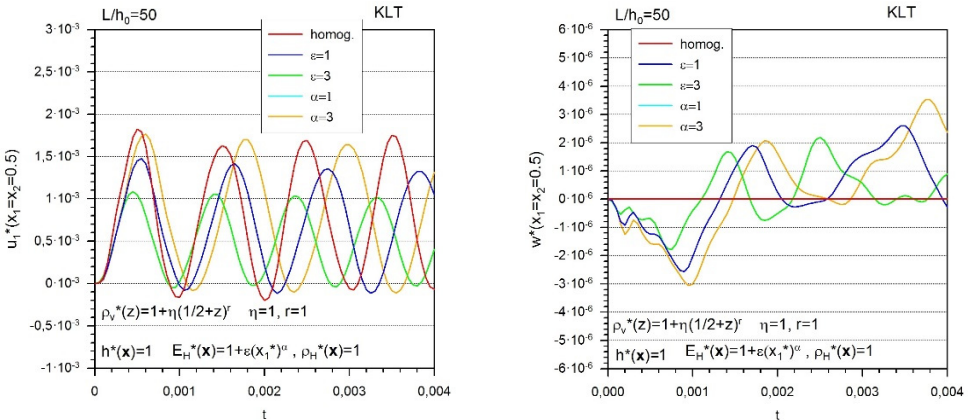 L/h₀=50 KLT
3·10⁻³
2,5·10⁻³
2·10⁻³
1,5·10⁻³
1·10⁻³
0,5·10⁻³
0·10⁻³
-0,5·10⁻³
-1·10⁻³
u₁*(x₁=x₂=0.5)
homog.
ε=1
ε=3
α=1
α=3
ρᵥ*(z)=1+η(1/2+z)ʳ η=1, r=1
h*(x)=1 E_H*(x)=1+ε(x₁*)^α , ρ_H*(x)=1
0 0,001 0,002 0,003 0,004
t
L/h₀=50 KLT
6·10⁻⁶
5·10⁻⁶
4·10⁻⁶
3·10⁻⁶
2·10⁻⁶
1·10⁻⁶
0·10⁻⁶
-1·10⁻⁶
-2·10⁻⁶
-3·10⁻⁶
-4·10⁻⁶
-5·10⁻⁶
-6·10⁻⁶
w*(x₁=x₂=0.5)
homog.
ε=1
ε=3
α=1
α=3
ρᵥ*(z)=1+η(1/2+z)ʳ η=1, r=1
h*(x)=1 E_H*(x)=1+ε(x₁*)^α , ρ_H*(x)=1
0,000 0,001 0,002 0,003 0,004
t